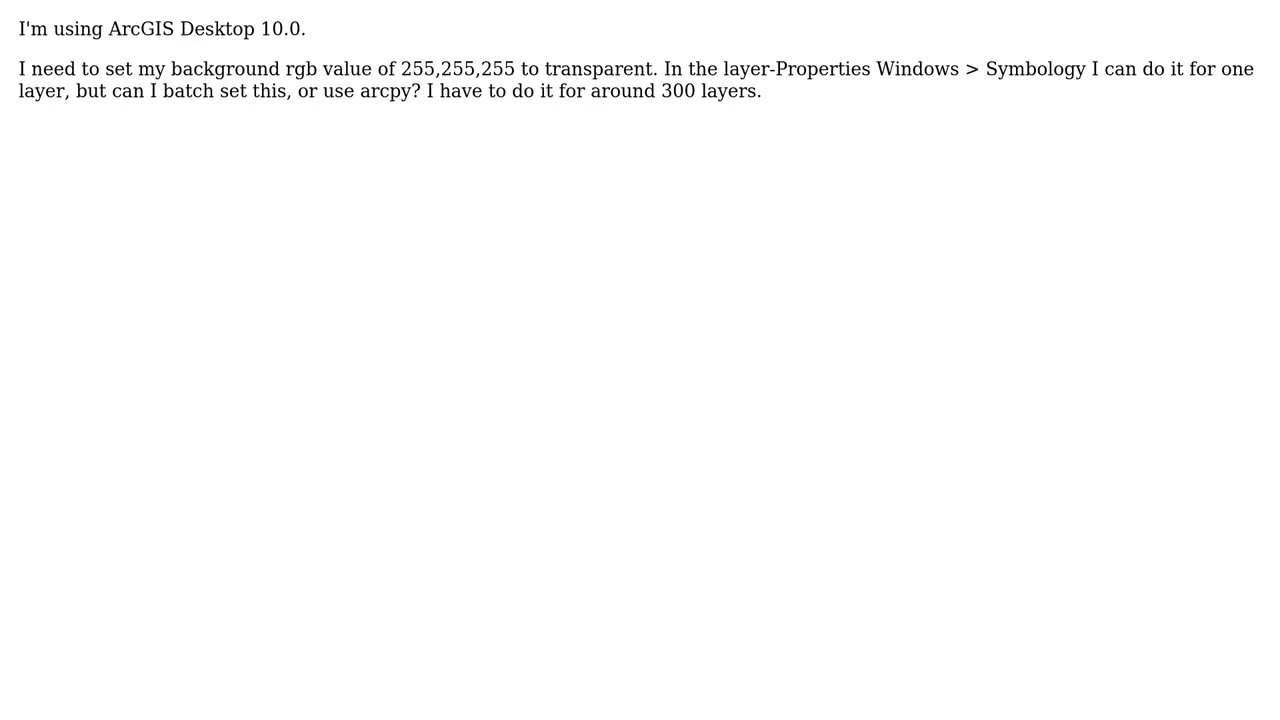 I'm using ArcGIS Desktop 10.0.
I need to set my background rgb value of 255,255,255 to transparent. In the layer-Properties Windows > Symbology I can do it for one
layer, but can I batch set this, or use arcpy? I have to do it for around 300 layers.